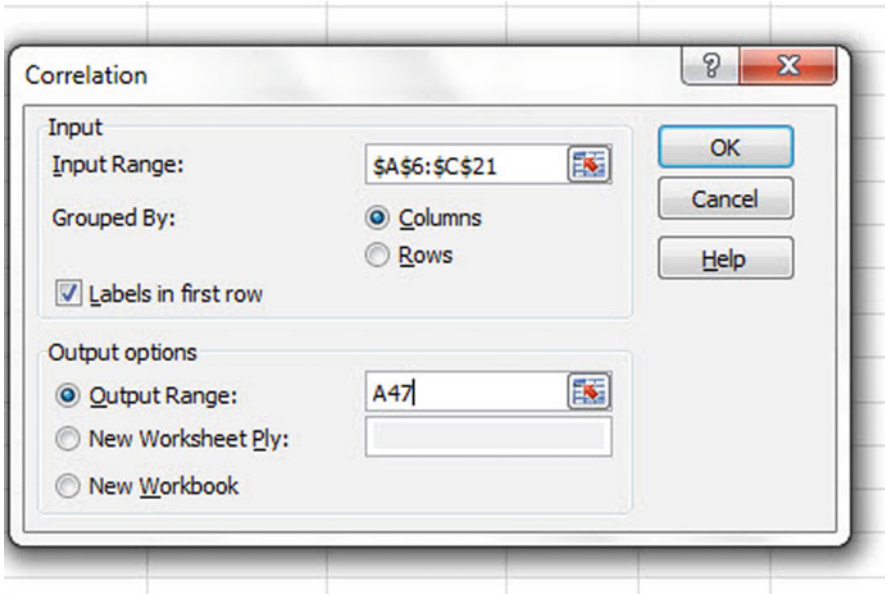 Correlation
Input
Input Range: $A$6:$C$21
Grouped By: Columns
Rows
Labels in first row
OK
Cancel
Help
Output options
Output Range: A47
New Worksheet Ply:
New Workbook